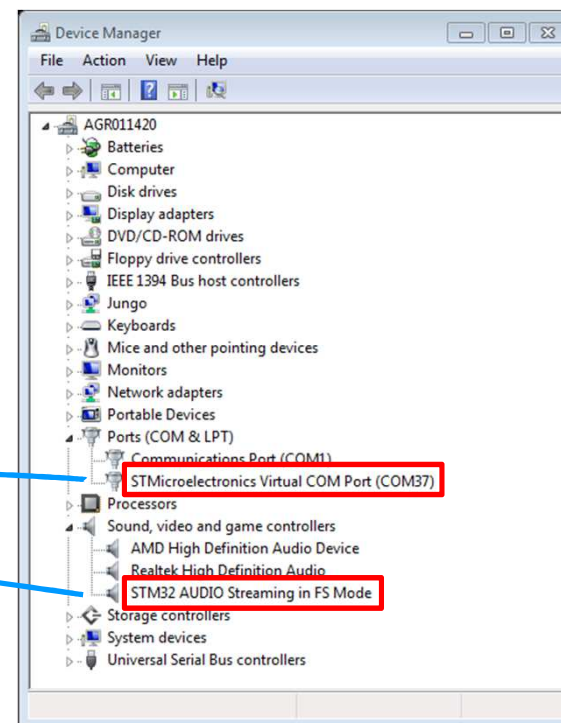 Device Manager
File Action View Help
AGR011420
Batteries
Computer
Disk drives
Display adapters
DVD/CD-ROM drives
Floppy drive controllers
IEEE 1394 Bus host controllers
Jungo
Keyboards
Mice and other pointing devices
Monitors
Network adapters
Portable Devices
Ports (COM & LPT)
Communications Port (COM1)
STMicroelectronics Virtual COM Port (COM37)
Processors
Sound, video and game controllers
AMD High Definition Audio Device
Realtek High Definition Audio
STM32 AUDIO Streaming in FS Mode
Storage controllers
System devices
Universal Serial Bus controllers